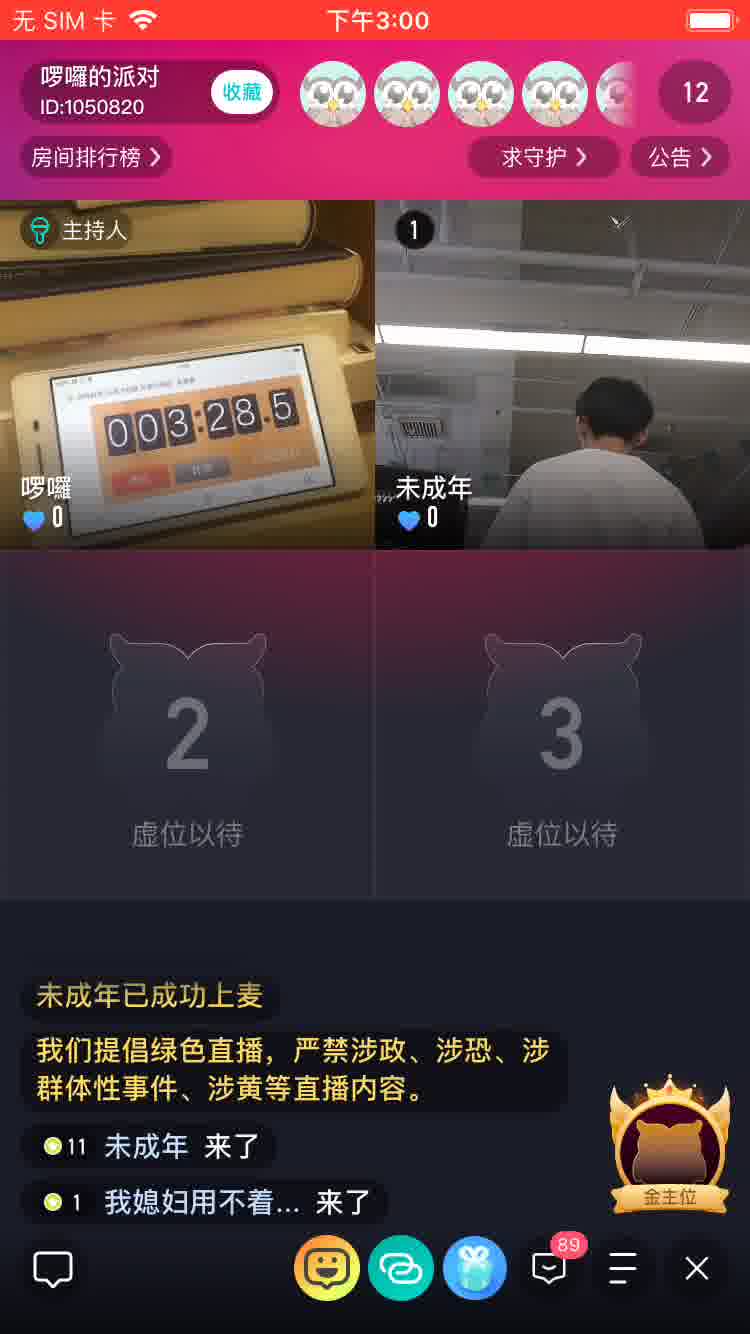 无 SIM 卡
下午3:00
啰囉的派对
ID:1050820
收藏
12
房间排行榜
求守护
公告
主持人
1
003:28.5
啰囉
0
未成年
0
2
虚位以待
3
虚位以待
未成年已成功上麦
我们提倡绿色直播，严禁涉政、涉恐、涉
群体性事件、涉黄等直播内容。
11 未成年 来了
1 我媳妇用不着... 来了
金主位
89